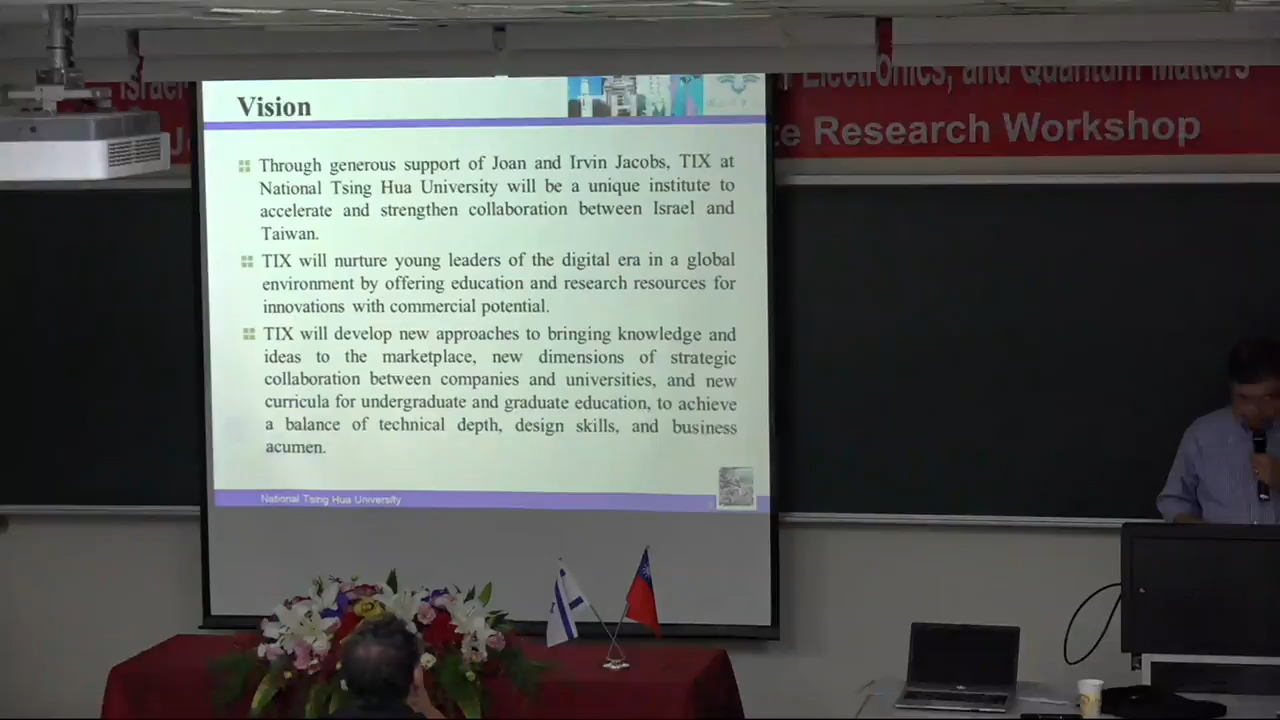 Israel
Electronics, and Quantum Matters
Research Workshop
Vision
Through generous support of Joan and Irvin Jacobs, TIX at
National Tsing Hua University will be a unique institute to
accelerate and strengthen collaboration between Israel and
Taiwan.
TIX will nurture young leaders of the digital era in a global
environment by offering education and research resources for
innovations with commercial potential.
TIX will develop new approaches to bringing knowledge and
ideas to the marketplace, new dimensions of strategic
collaboration between companies and universities, and new
curricula for undergraduate and graduate education, to achieve
a balance of technical depth, design skills, and business
acumen.
National Tsing Hua University